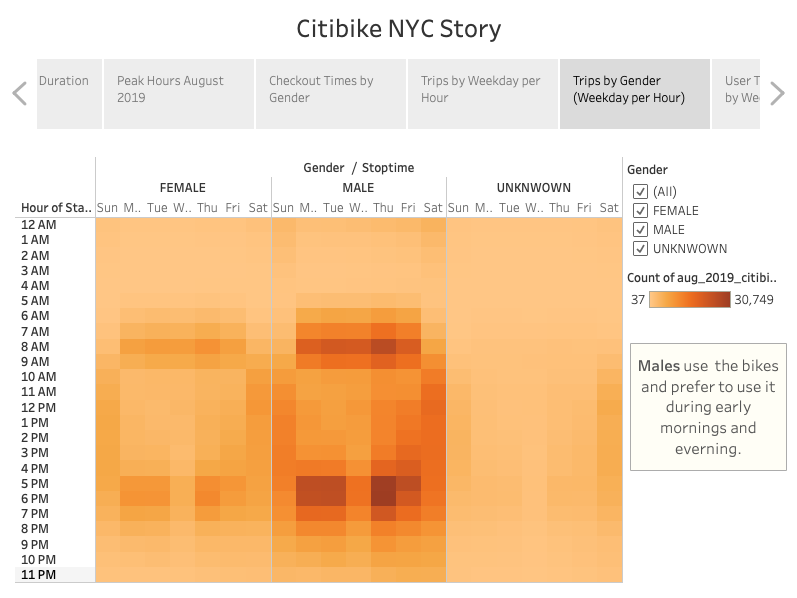 Citibike NYC Story
Duration
Peak Hours August
2019
Checkout Times by
Gender
Trips by Weekday per
Hour
Trips by Gender
(Weekday per Hour)
User T
by We
Gender / Stoptime
FEMALE MALE UNKNWOWN
Hour of Sta.. Sun M.. Tue W.. Thu Fri Sat Sun M.. Tue W.. Thu Fri Sat Sun M.. Tue W.. Thu Fri Sat
12 AM
1 AM
2 AM
3 AM
4 AM
5 AM
6 AM
7 AM
8 AM
9 AM
10 AM
11 AM
12 PM
1 PM
2 PM
3 PM
4 PM
5 PM
6 PM
7 PM
8 PM
9 PM
10 PM
11 PM
Gender
(All)
FEMALE
MALE
UNKNWOWN
Count of aug_2019_citibi..
37 30,749
Males use the bikes
and prefer to use it
during early
mornings and
everning.